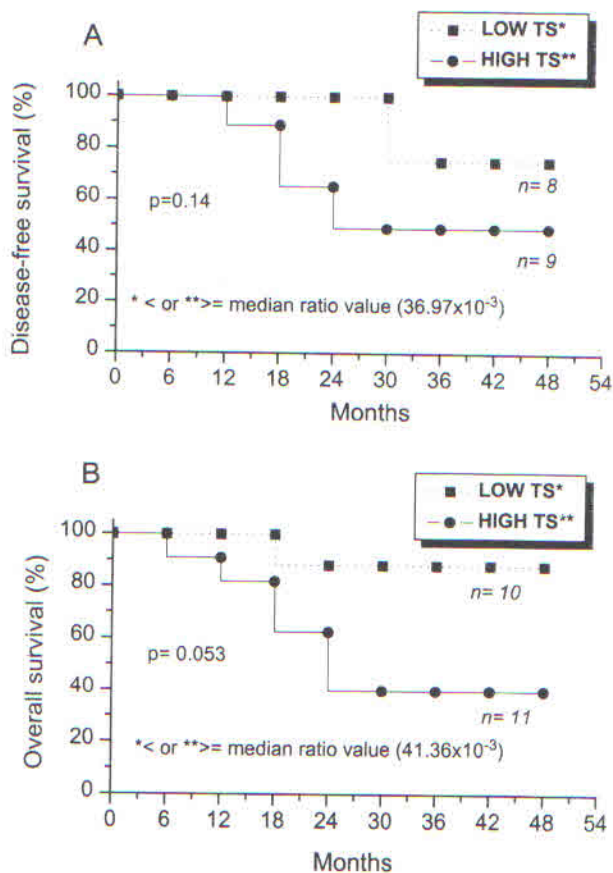 A
LOW TS*
HIGH TS**
Disease-free survival (%)
100
80
60
40
20
0
p=0.14
n= 8
n= 9
* < or **>= median ratio value (36.97x10-3)
0 6 12 18 24 30 36 42 48 54
Months
B
LOW TS*
HIGH TS**
Overall survival (%)
100
80
60
40
20
0
n= 10
p= 0.053
n= 11
*< or **>= median ratio value (41.36x10-3)
0 6 12 18 24 30 36 42 48 54
Months